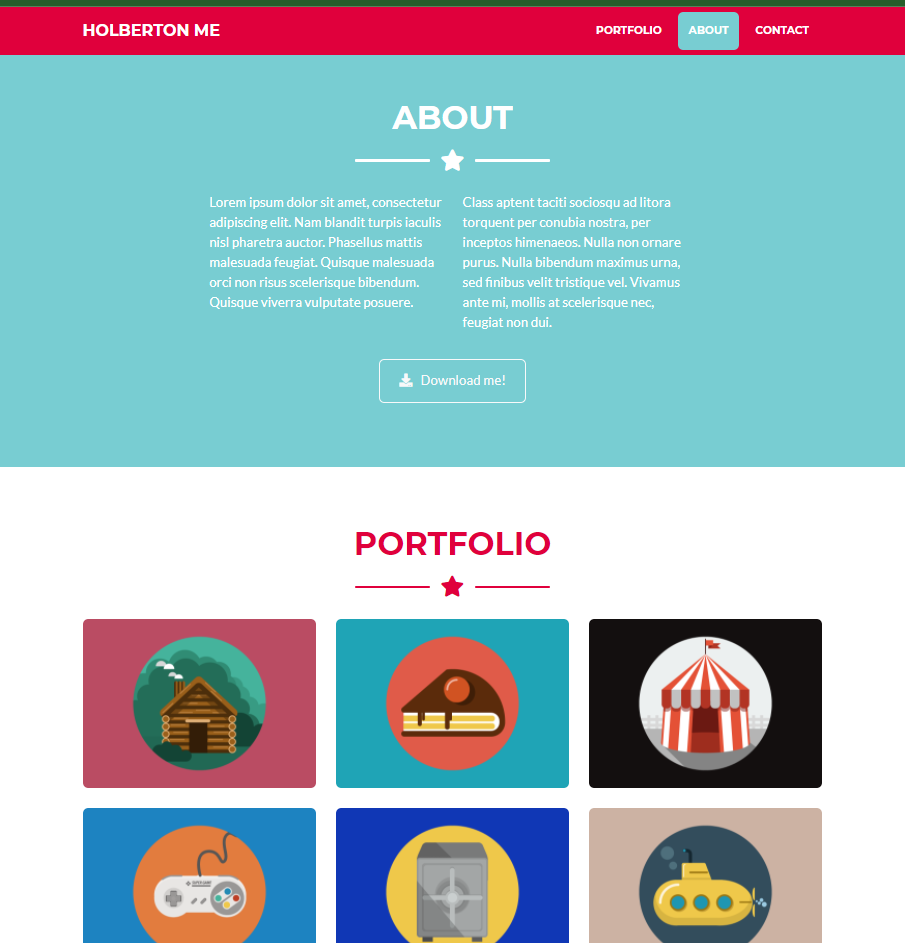 HOLBERTON ME
PORTFOLIO
ABOUT
CONTACT
ABOUT
Lorem ipsum dolor sit amet, consectetur
adipiscing elit. Nam blandit turpis iaculis
nisl pharetra auctor. Phasellus mattis
malesuada feugiat. Quisque malesuada
orci non risus scelerisque bibendum.
Quisque viverra vulputate posuere.
Class aptent taciti sociosqu ad litora
torquent per conubia nostra, per
inceptos himenaeos. Nulla non ornare
purus. Nulla bibendum maximus urna,
sed finibus velit tristique vel. Vivamus
ante mi, mollis at scelerisque nec,
feugiat non dui.
Download me!
PORTFOLIO